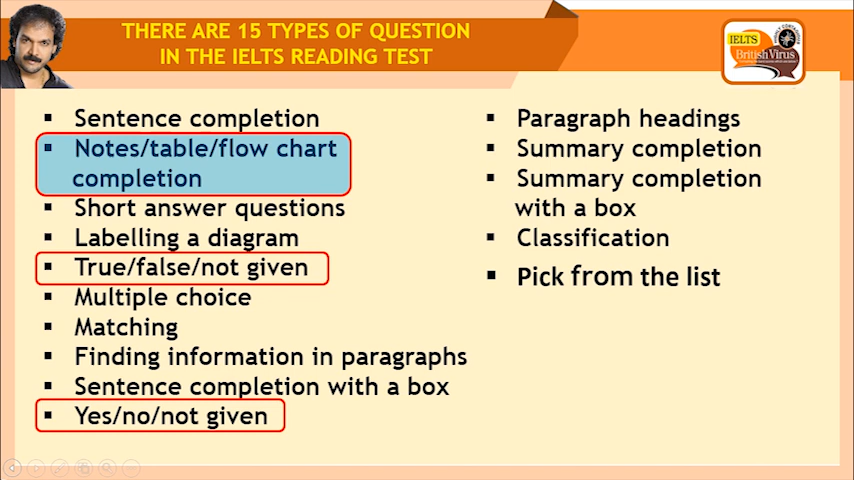 THERE ARE 15 TYPES OF QUESTION
IN THE IELTS READING TEST
IELTS
British Virus
▪ Sentence completion
▪ Notes/table/flow chart
completion
▪ Short answer questions
▪ Labelling a diagram
▪ True/false/not given
▪ Multiple choice
▪ Matching
▪ Finding information in paragraphs
▪ Sentence completion with a box
▪ Yes/no/not given
▪ Paragraph headings
▪ Summary completion
▪ Summary completion
with a box
▪ Classification
▪ Pick from the list